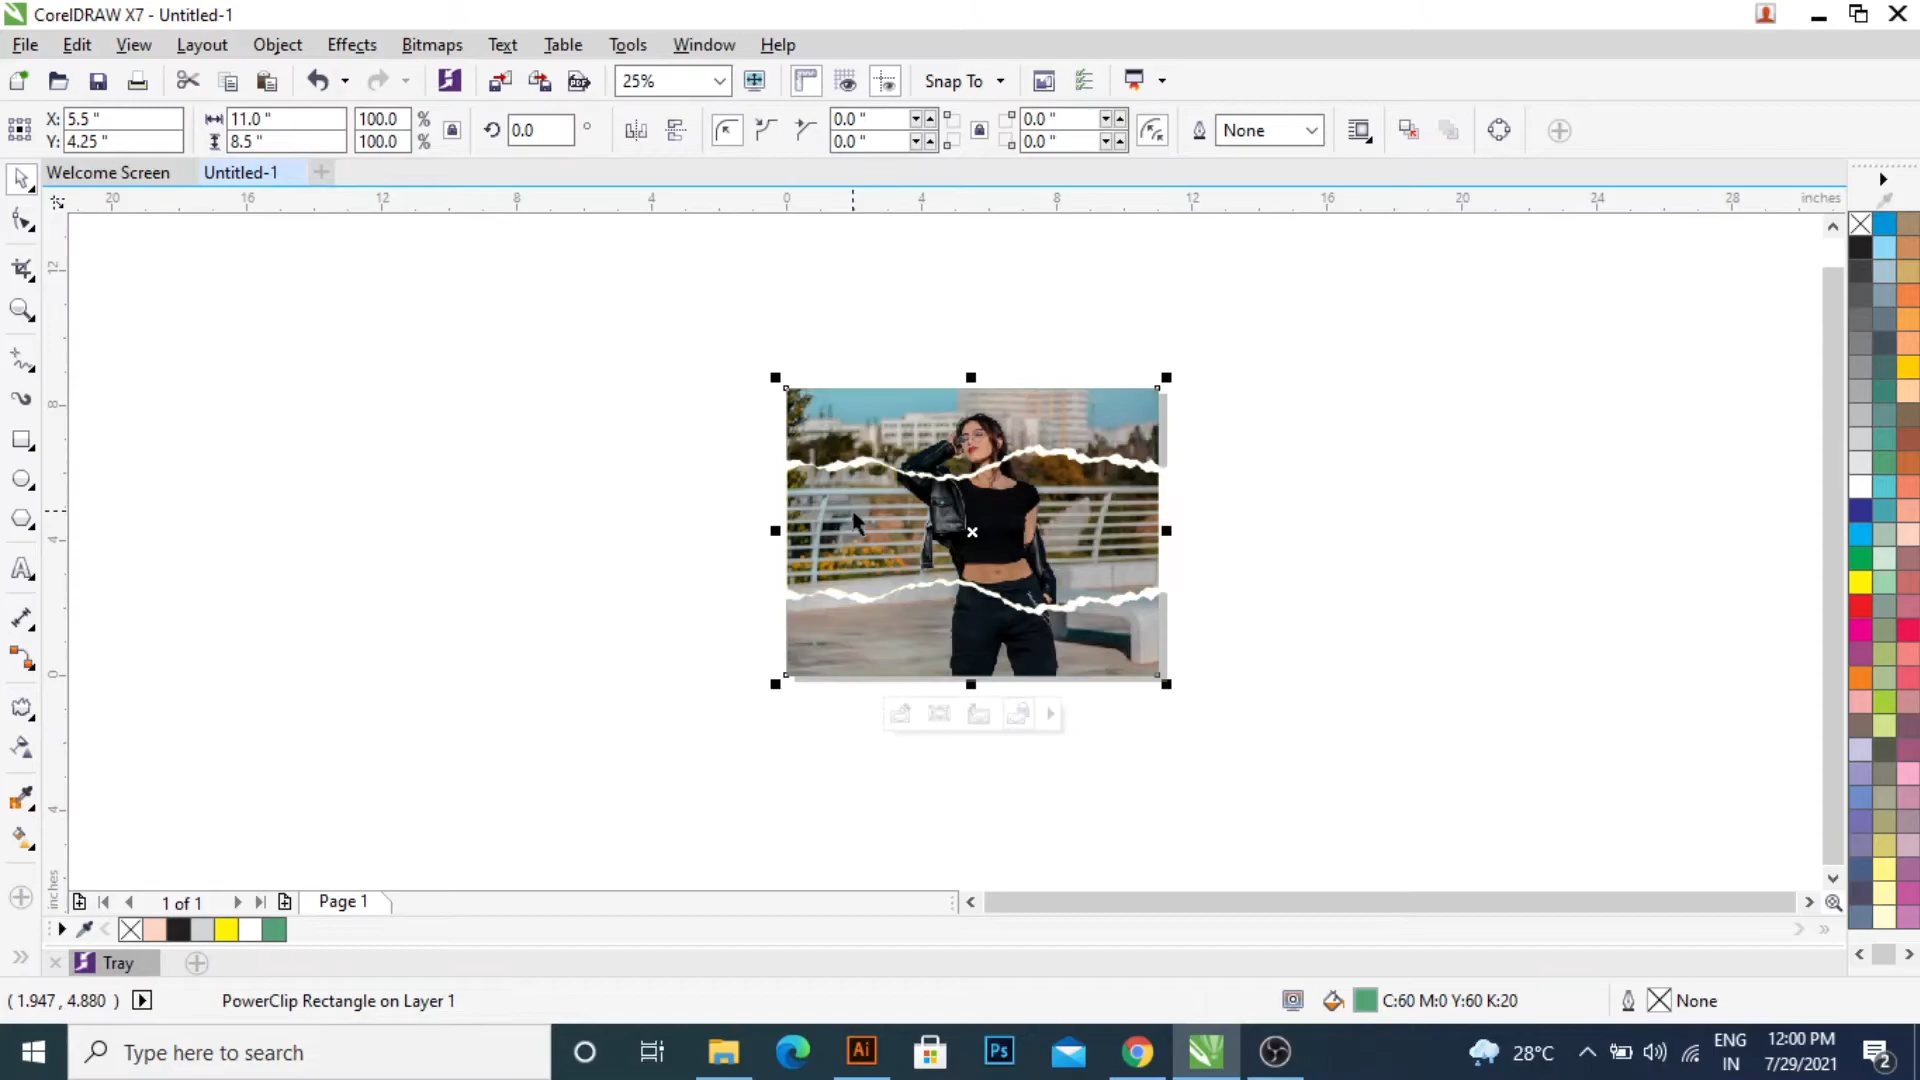 CorelDRAW X7 - Untitled-1
File Edit View Layout Object Effects Bitmaps Text Table Tools Window Help
25% Snap To
X: 5.5 " 11.0 " 100.0 % 0.0 ° 0.0 " 0.0 " None
Y: 4.25 " 8.5 " 100.0 % 0.0 " 0.0 "
Welcome Screen Untitled-1
20 16 12 8 4 0 4 8 12 16 20 24 28 inches
12
8
4
0
4
inches
1 of 1 Page 1
Tray
( 1.947 , 4.880 ) PowerClip Rectangle on Layer 1 C:60 M:0 Y:60 K:20 None
Type here to search Ai Ps 28°C ENG 12:00 PM
IN 7/29/2021 2